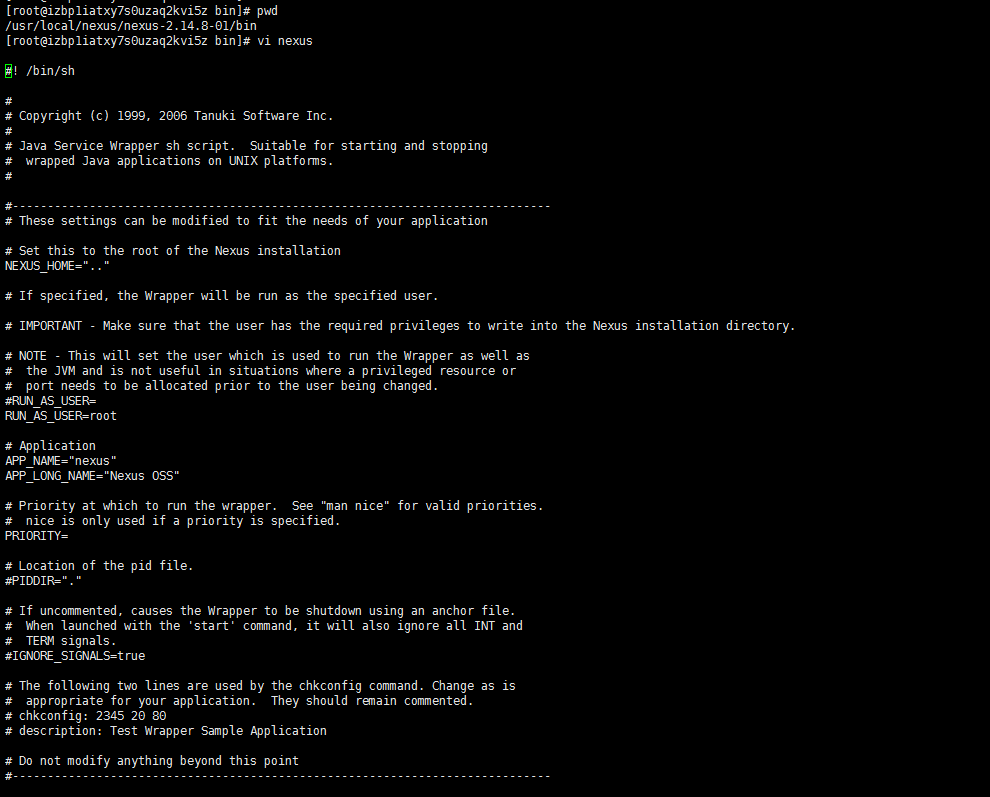 [root@izbp1iatxy7s0uzaq2kvi5z bin]# pwd
/usr/local/nexus/nexus-2.14.8-01/bin
[root@izbp1iatxy7s0uzaq2kvi5z bin]# vi nexus
#! /bin/sh
#
# Copyright (c) 1999, 2006 Tanuki Software Inc.
#
# Java Service Wrapper sh script.  Suitable for starting and stopping
#  wrapped Java applications on UNIX platforms.
#
#-----------------------------------------------------------------------------
# These settings can be modified to fit the needs of your application
# Set this to the root of the Nexus installation
NEXUS_HOME=".."
# If specified, the Wrapper will be run as the specified user.
# IMPORTANT - Make sure that the user has the required privileges to write into the Nexus installation directory.
# NOTE - This will set the user which is used to run the Wrapper as well as
#  the JVM and is not useful in situations where a privileged resource or
#  port needs to be allocated prior to the user being changed.
#RUN_AS_USER=
RUN_AS_USER=root
# Application
APP_NAME="nexus"
APP_LONG_NAME="Nexus OSS"
# Priority at which to run the wrapper.  See "man nice" for valid priorities.
#  nice is only used if a priority is specified.
PRIORITY=
# Location of the pid file.
#PIDDIR="."
# If uncommented, causes the Wrapper to be shutdown using an anchor file.
#  When launched with the 'start' command, it will also ignore all INT and
#  TERM signals.
#IGNORE_SIGNALS=true
# The following two lines are used by the chkconfig command. Change as is
#  appropriate for your application.  They should remain commented.
# chkconfig: 2345 20 80
# description: Test Wrapper Sample Application
# Do not modify anything beyond this point
#-----------------------------------------------------------------------------